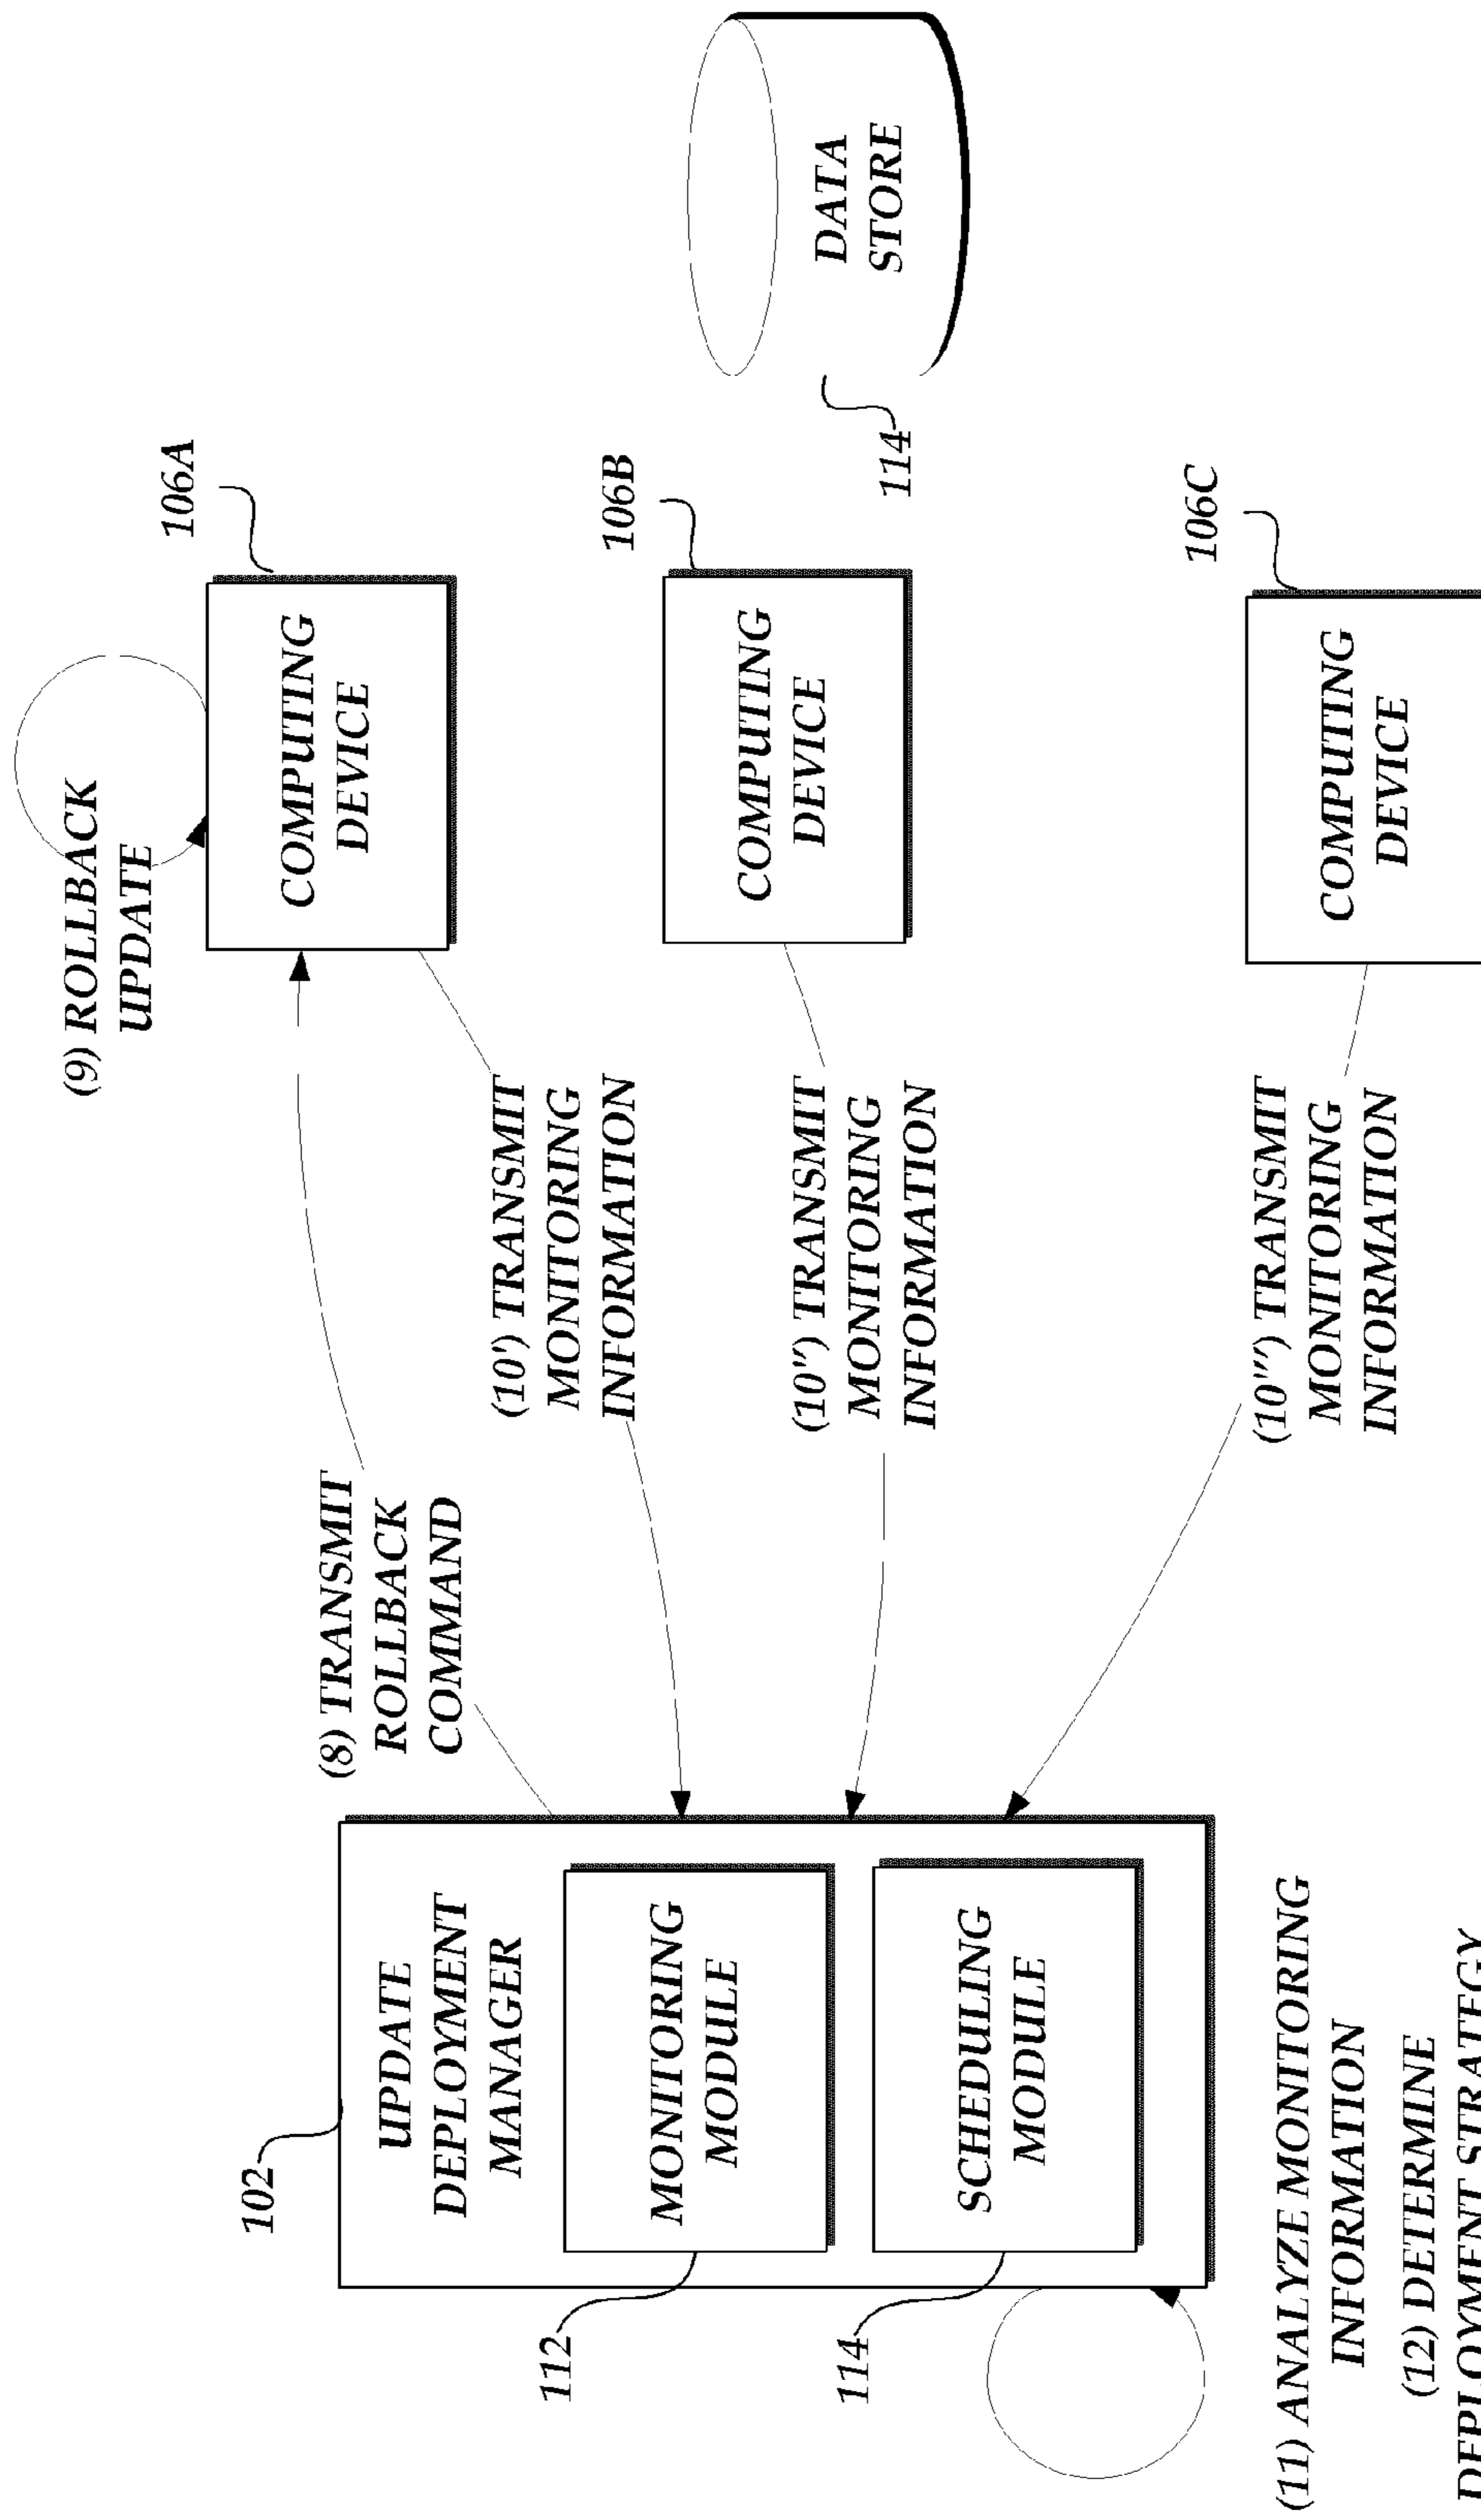 (9) ROLLBACK
UPDATE
106A
COMPUTING
DEVICE
(8) TRANSMIT
ROLLBACK
COMMAND
102
UPDATE
DEPLOYMENT
MANAGER
(10') TRANSMIT
MONITORING
INFORMATION
106B
COMPUTING
DEVICE
DATA
STORE
114
112
MONITORING
MODULE
(10'') TRANSMIT
MONITORING
INFORMATION
114
SCHEDULING
MODULE
106C
COMPUTING
DEVICE
(10''') TRANSMIT
MONITORING
INFORMATION
(11) ANALYZE MONITORING
INFORMATION
(12) DETERMINE
DEPLOYMENT STRATEGY